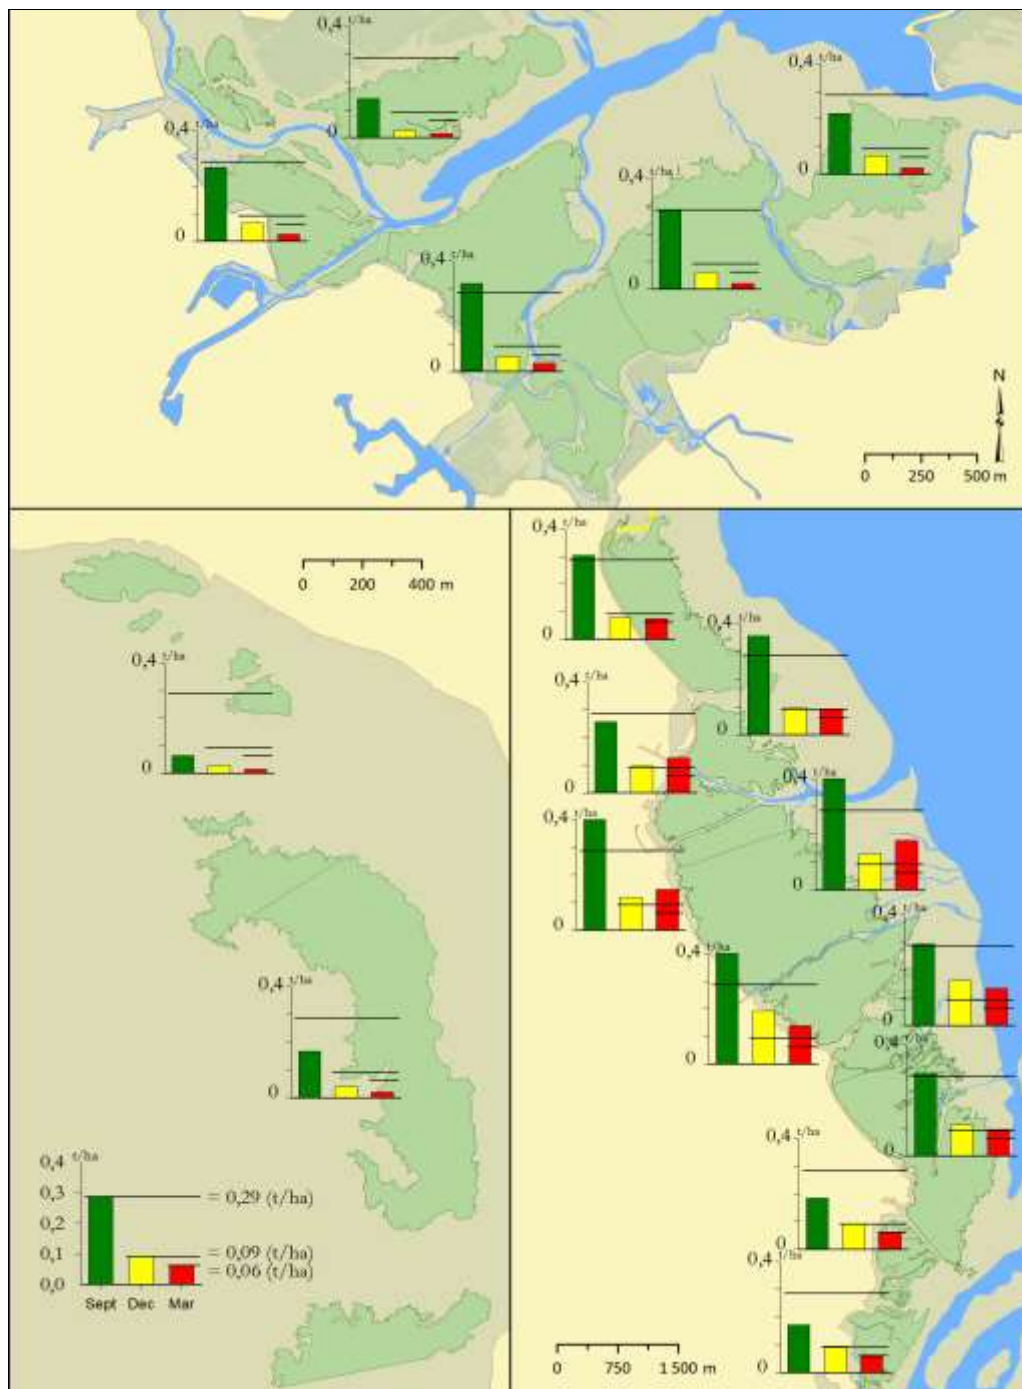 0,4 t/ha
0
0,4 t/ha
0
0,4 t/ha
0
0,4 t/ha
0
0,4 t/ha
0
N
S
0 250 500 m
0 200 400 m
0,4 t/ha
0
0,4 t/ha
0
0,4 t/ha
0,3 = 0,29 (t/ha)
0,2
0,1 = 0,09 (t/ha)
0,0 = 0,06 (t/ha)
Sept Dec Mar
0,4 t/ha
0
0,4 t/ha
0
0,4 t/ha
0
0,4 t/ha
0
0,4 t/ha
0
0,4 t/ha
0
0,4 t/ha
0
0,4 t/ha
0
0,4 t/ha
0
0,4 t/ha
0
0 750 1 500 m